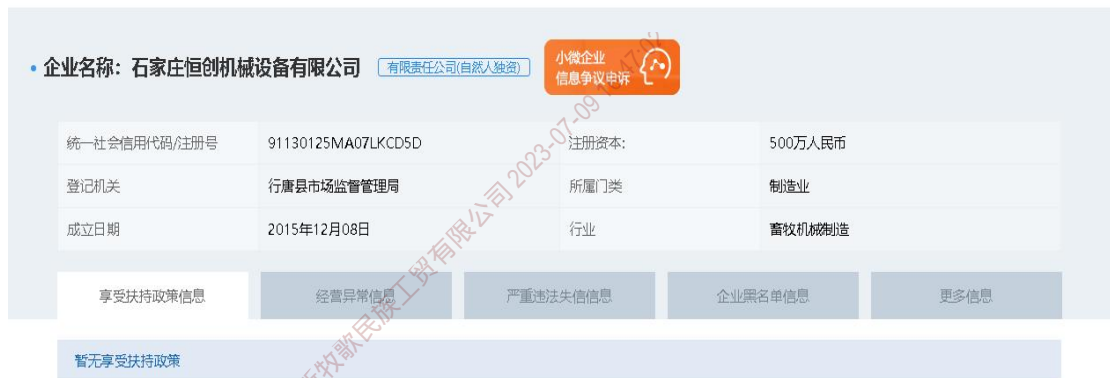 企业名称：石家庄恒创机械设备有限公司 有限责任公司(自然人独资) 小微企业
信息争议申诉
统一社会信用代码/注册号 91130125MA07LKCD5D 注册资本: 500万人民币
登记机关 行唐县市场监督管理局 所属门类 制造业
成立日期 2015年12月08日 行业 畜牧机械制造
享受扶持政策信息 经营异常信息 严重违法失信信息 企业黑名单信息 更多信息
暂无享受扶持政策
牧歌民族工贸有限公司 2023-07-09